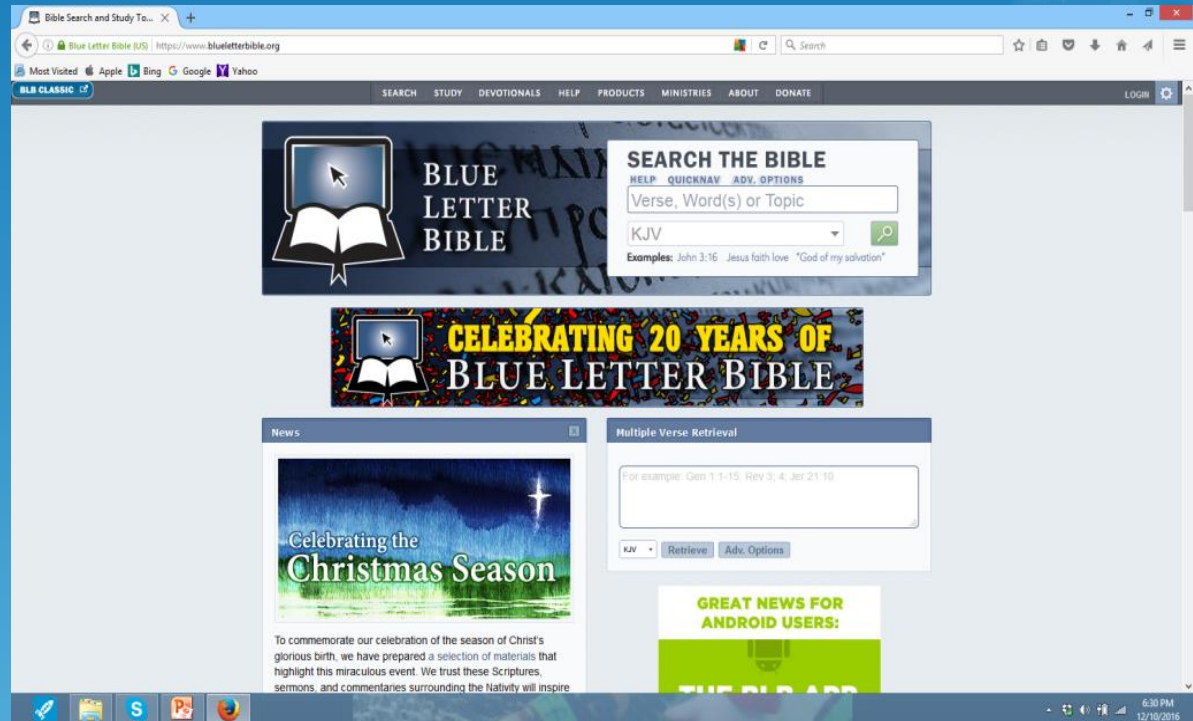 Bible Search and Study To...
Blue Letter Bible (US) https://www.blueletterbible.org
Search
Most Visited Apple Bing Google Yahoo
BLB CLASSIC
SEARCH STUDY DEVOTIONALS HELP PRODUCTS MINISTRIES ABOUT DONATE
LOGIN
BLUE
LETTER
BIBLE
SEARCH THE BIBLE
HELP QUICKNAV ADV. OPTIONS
Verse, Word(s) or Topic
KJV
Examples: John 3:16 Jesus faith love "God of my salvation"
CELEBRATING 20 YEARS OF
BLUE LETTER BIBLE
News
Celebrating the
Christmas Season
To commemorate our celebration of the season of Christ's
glorious birth, we have prepared a selection of materials that
highlight this miraculous event. We trust these Scriptures,
sermons, and commentaries surrounding the Nativity will inspire
Multiple Verse Retrieval
For example: Gen 1:1-15; Rev 3; 4; Jer 21:10
KJV Retrieve Adv. Options
GREAT NEWS FOR
ANDROID USERS:
THE BLB APP
6:30 PM
12/10/2016